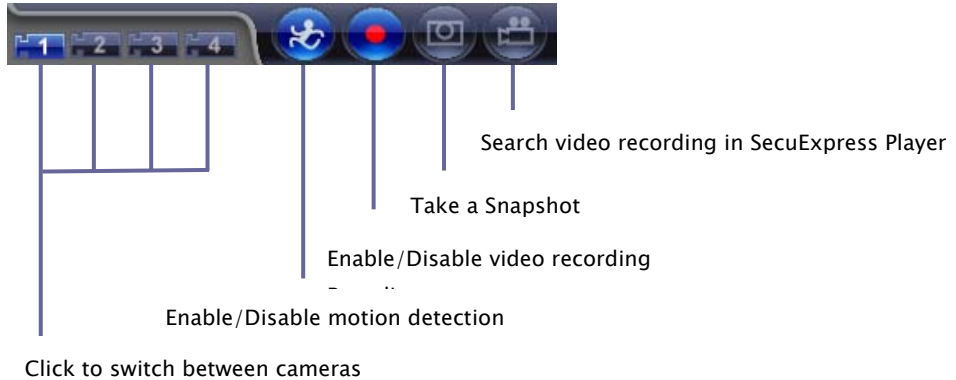 1 2 3 4
Search video recording in SecuExpress Player
Take a Snapshot
Enable/Disable video recording
Enable/Disable motion detection
Click to switch between cameras